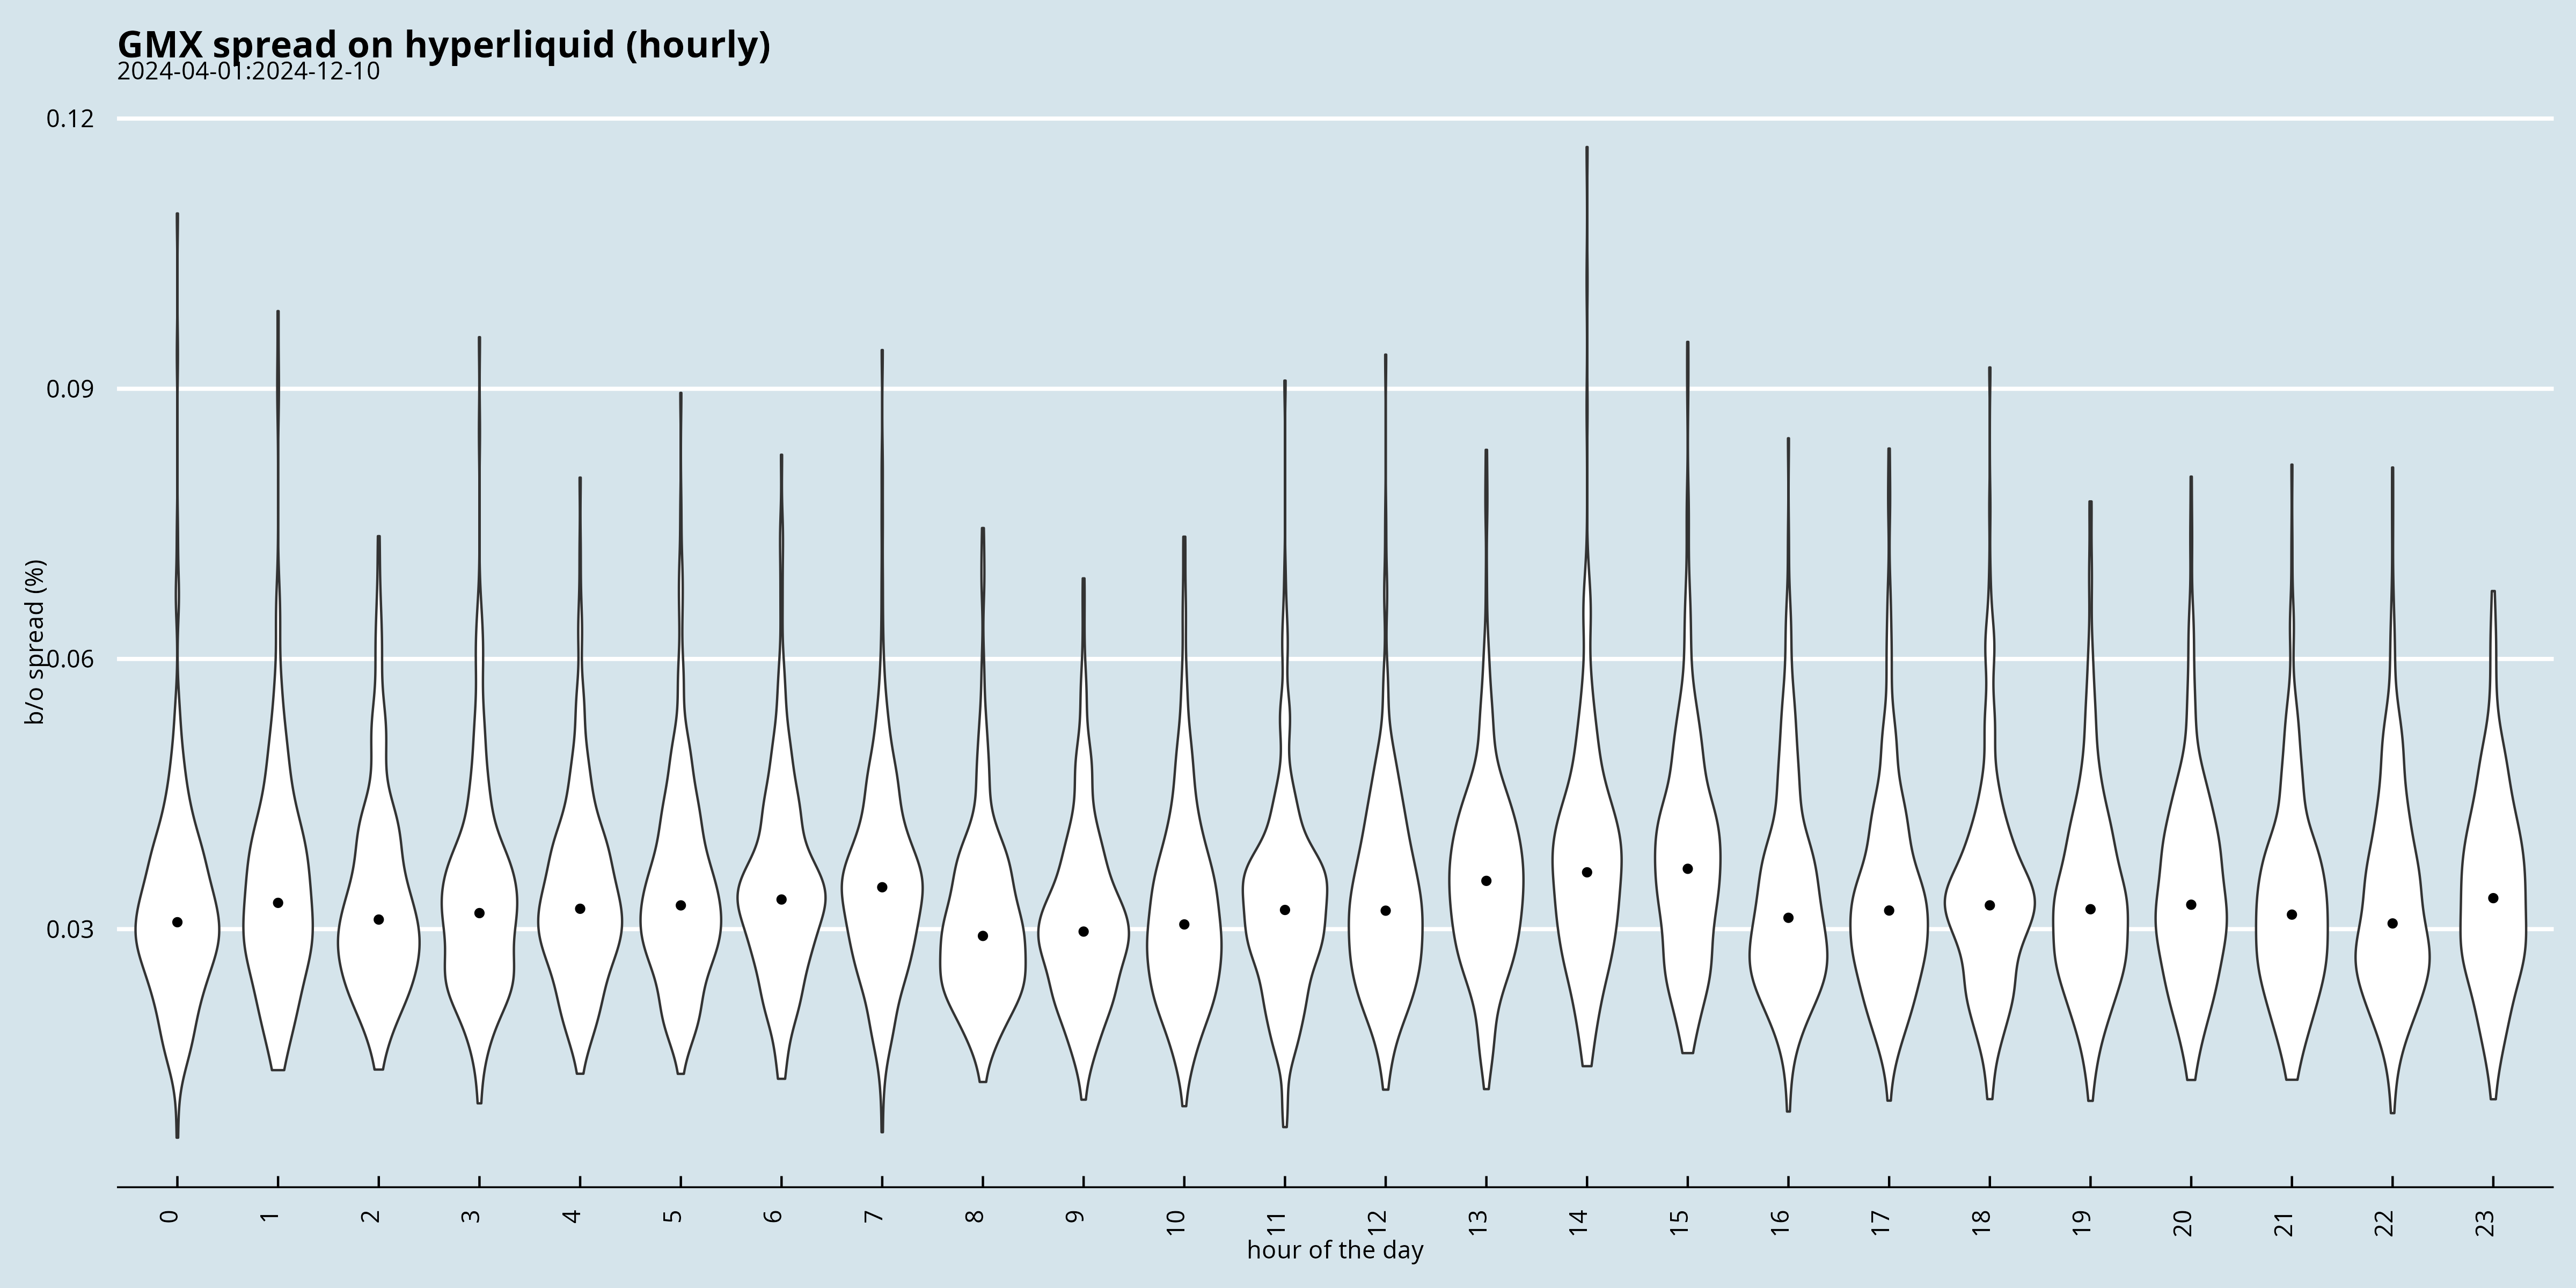 GMX spread on hyperliquid (hourly)
2024-04-01:2024-12-10
0.12
0.09
0.06
0.03
b/o spread (%)
0 1 2 3 4 5 6 7 8 9 10 11 12 13 14 15 16 17 18 19 20 21 22 23
hour of the day